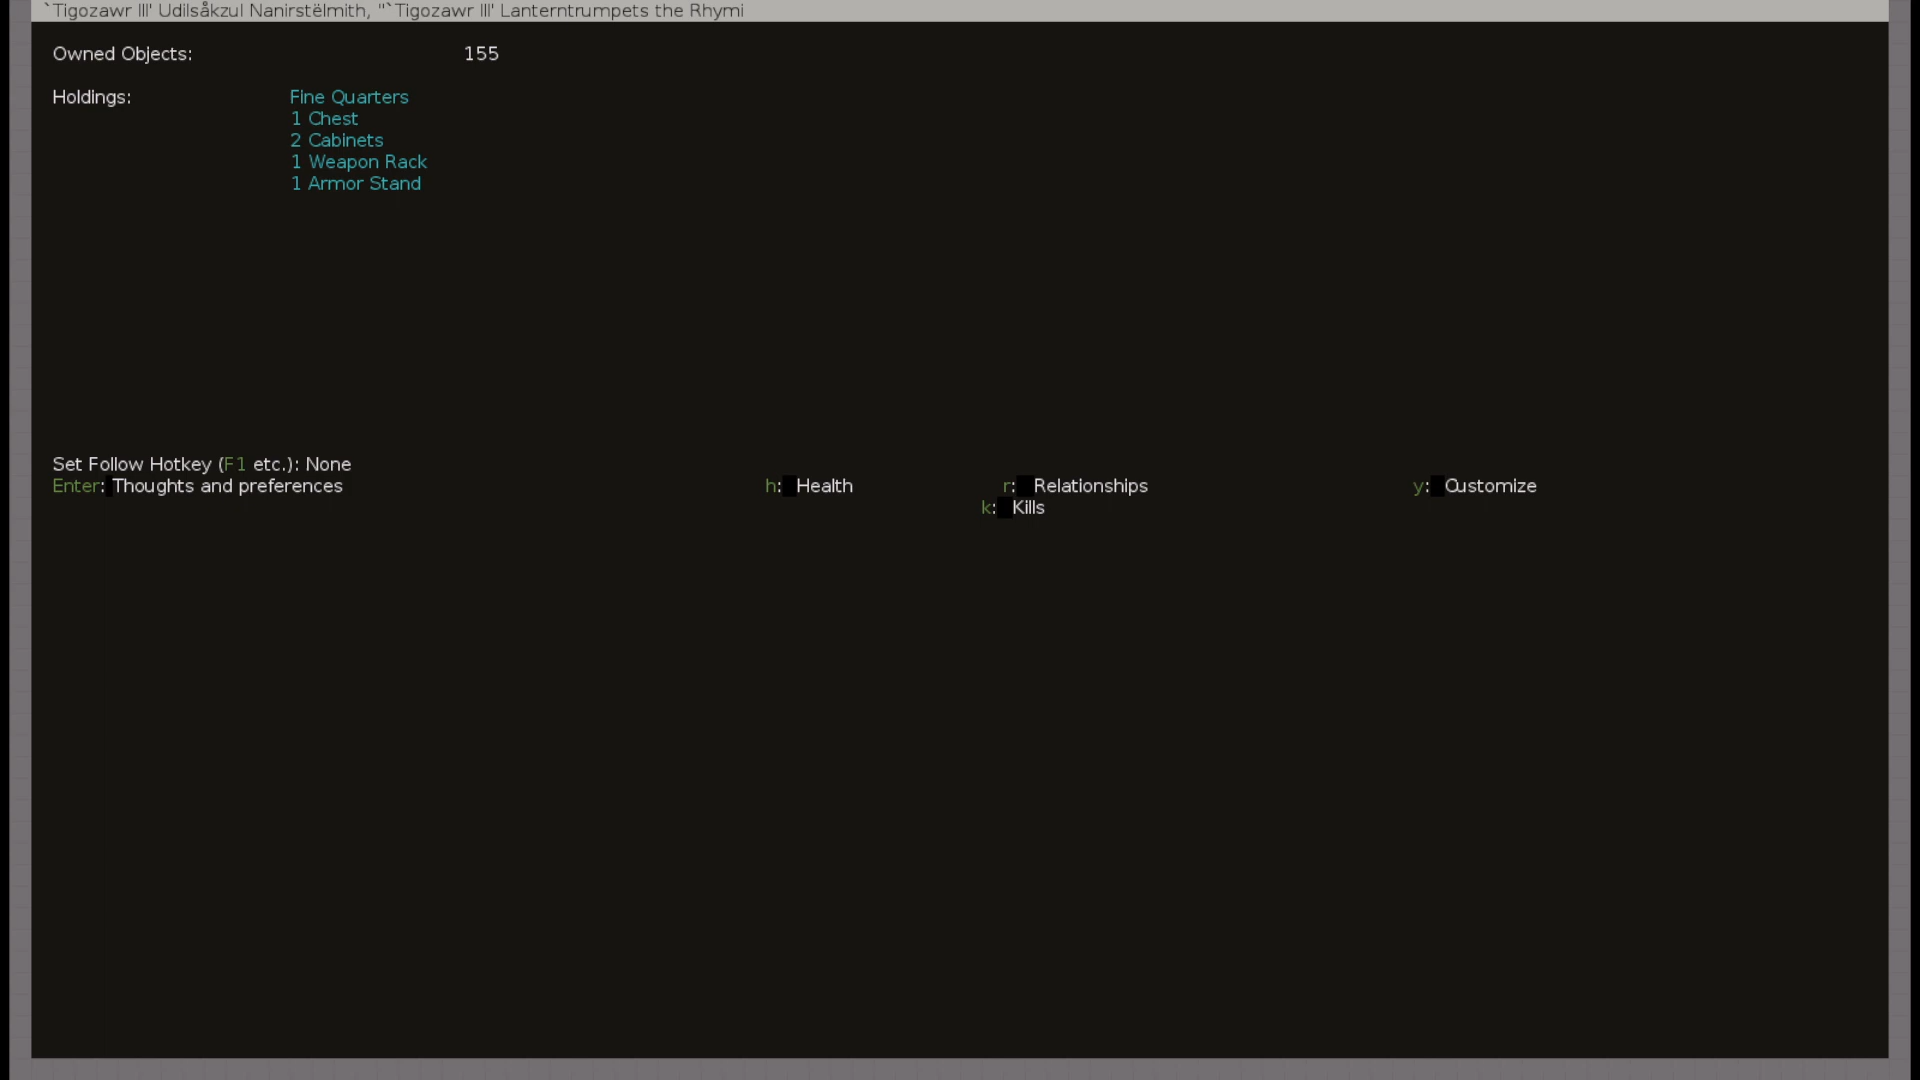 `Tigozawr III' Udilsåkzul Nanirstëlmith, "`Tigozawr III' Lanterntrumpets the Rhymi
Owned Objects: 155
Holdings: Fine Quarters
1 Chest
2 Cabinets
1 Weapon Rack
1 Armor Stand
Set Follow Hotkey (F1 etc.): None
Enter: Thoughts and preferences h: Health r: Relationships y: Customize
k: Kills